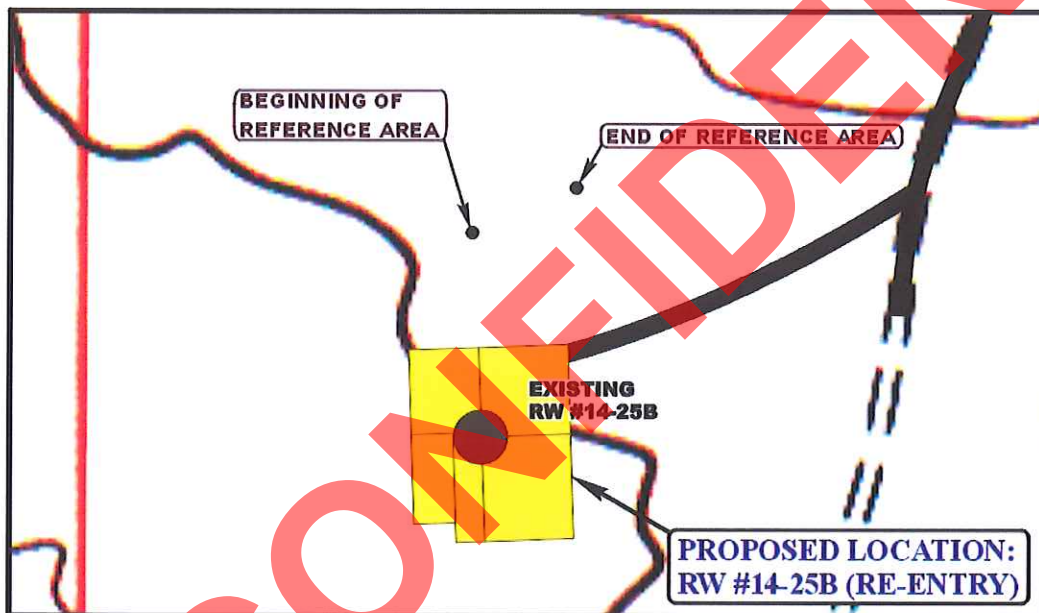 BEGINNING OF
REFERENCE AREA
END OF REFERENCE AREA
EXISTING
RW #14-25B
PROPOSED LOCATION:
RW #14-25B (RE-ENTRY)
CONFIDEN